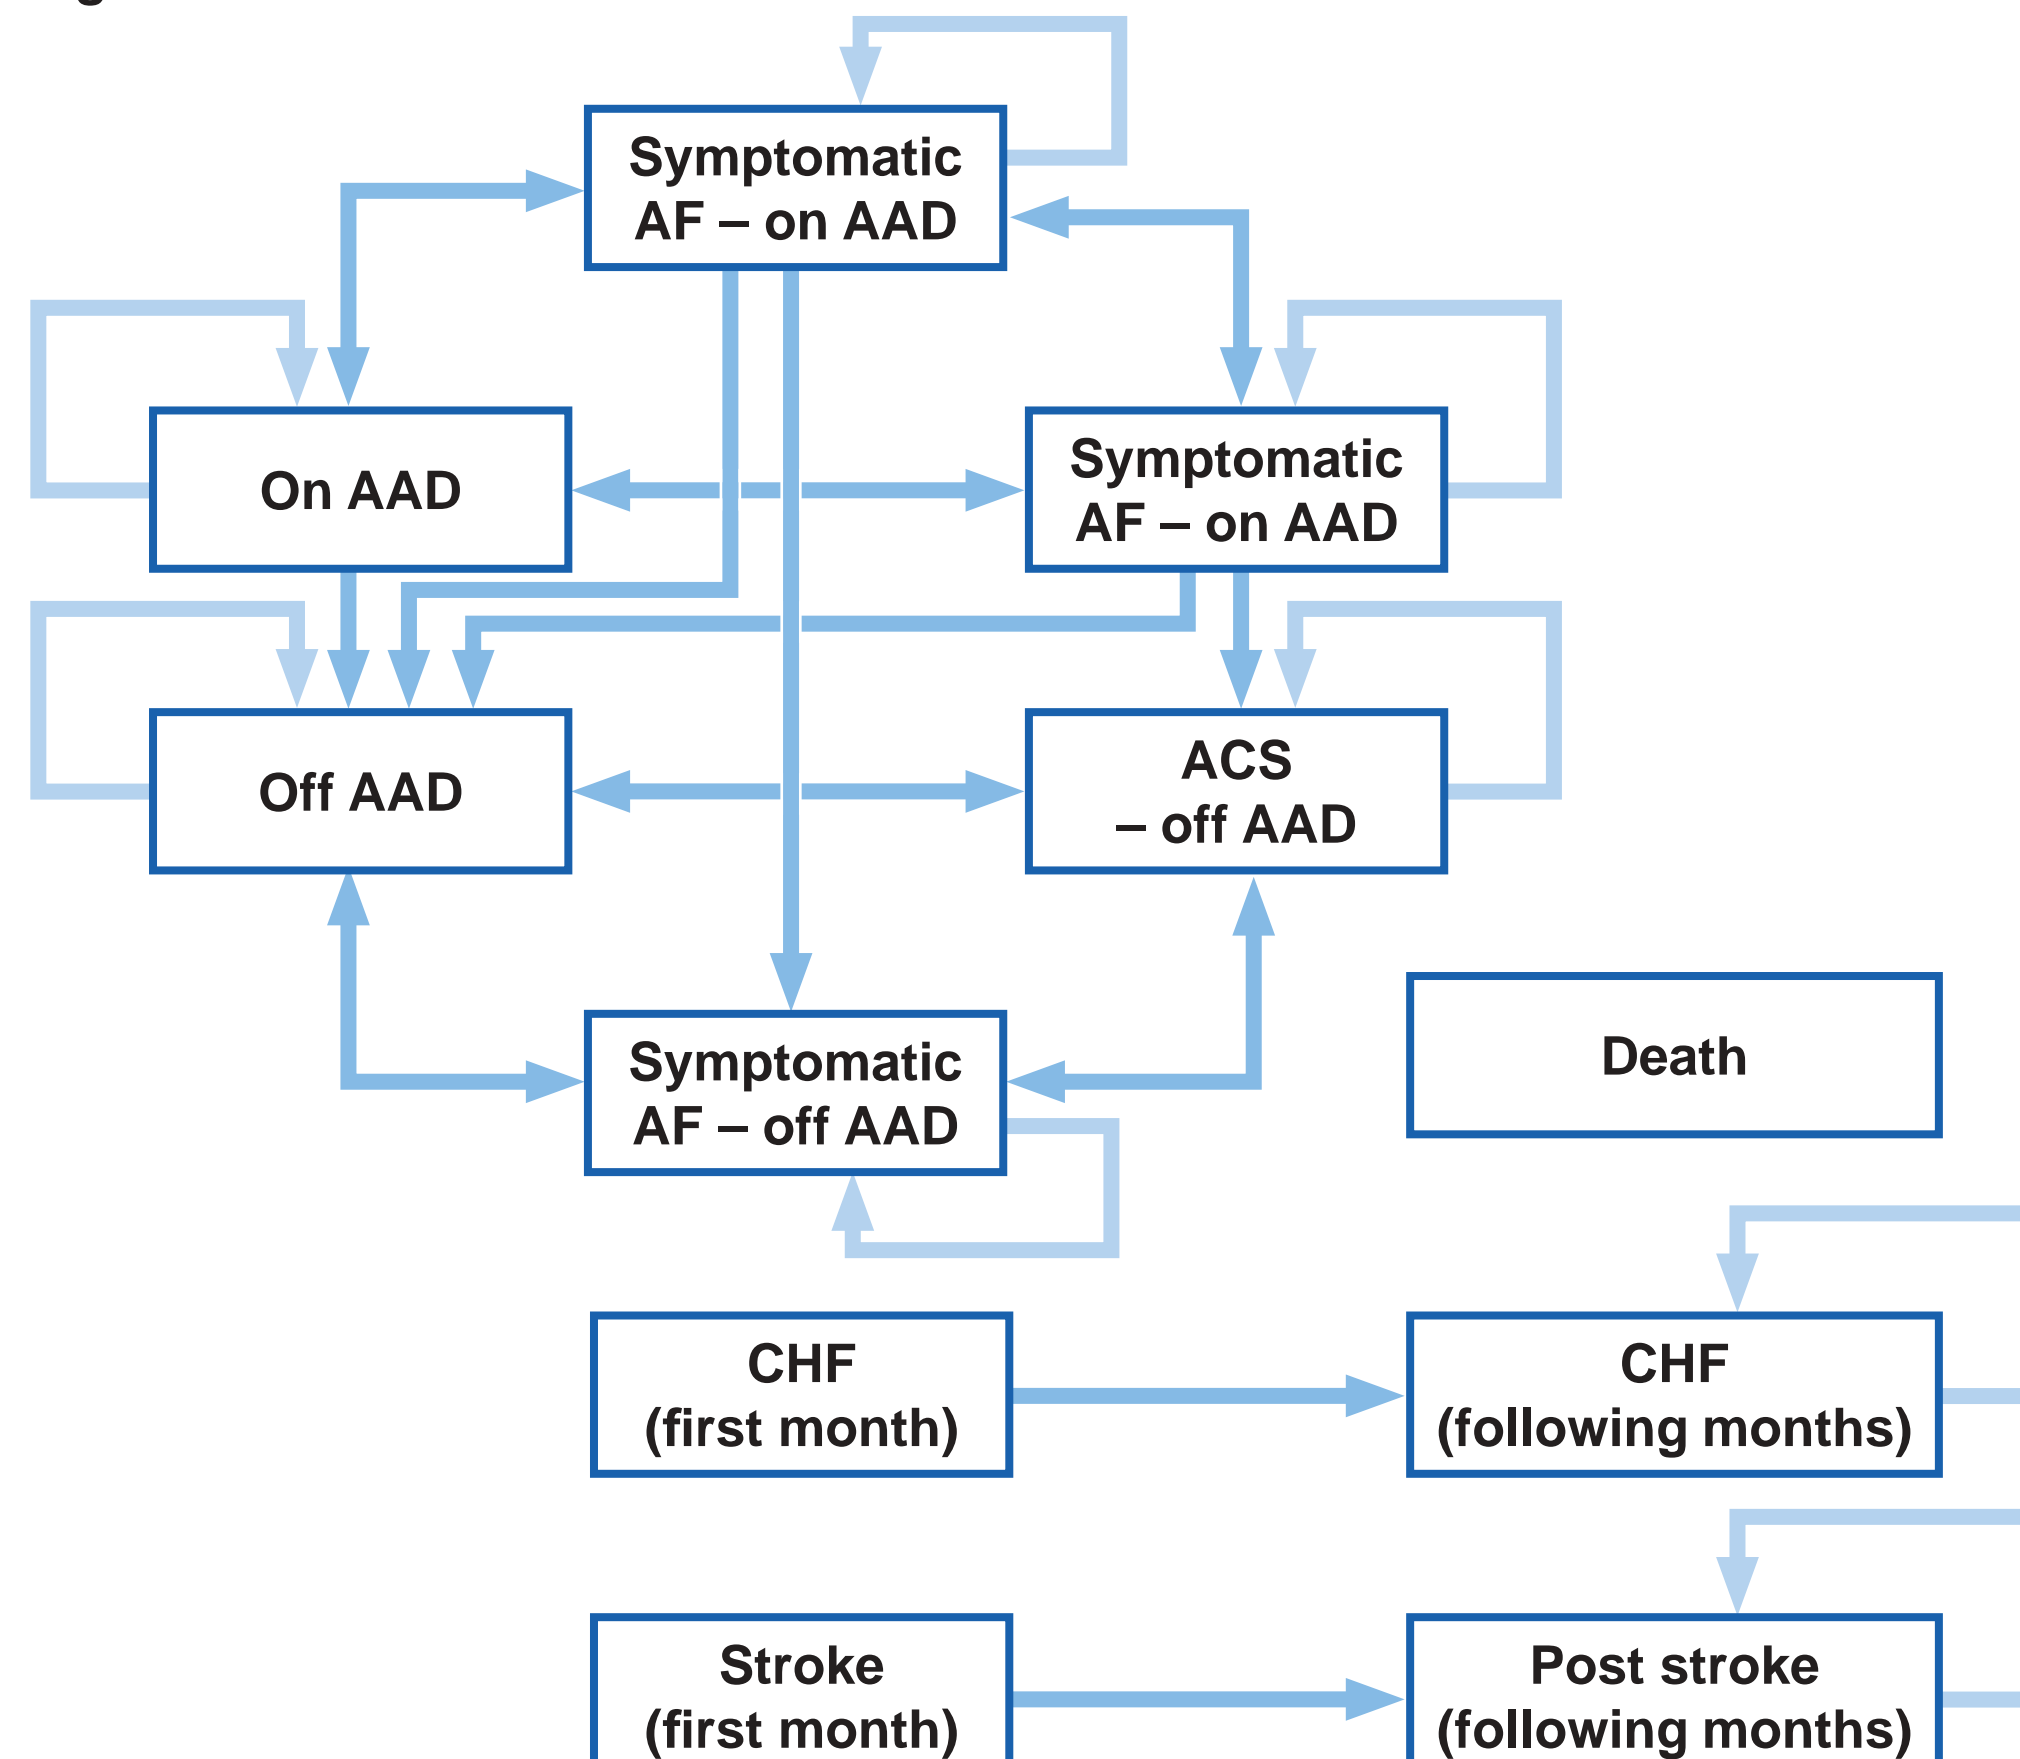 Symptomatic
AF – on AAD
On AAD
Symptomatic
AF – on AAD
Off AAD
ACS
– off AAD
Symptomatic
AF – off AAD
Death
CHF
(first month)
CHF
(following months)
Stroke
(first month)
Post stroke
(following months)